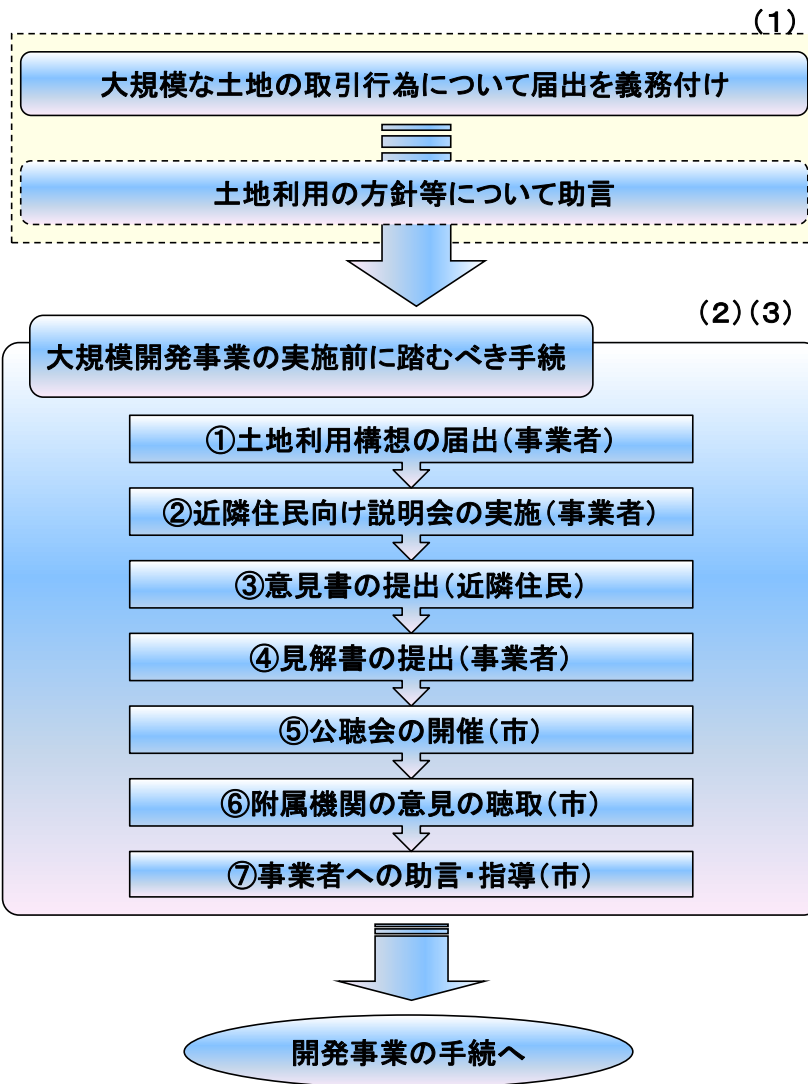 (1)
大規模な土地の取引行為について届出を義務付け
土地利用の方針等について助言
(2)(3)
大規模開発事業の実施前に踏むべき手続
①土地利用構想の届出(事業者)
②近隣住民向け説明会の実施(事業者)
③意見書の提出(近隣住民)
④見解書の提出(事業者)
⑤公聴会の開催(市)
⑥附属機関の意見の聴取(市)
⑦事業者への助言・指導(市)
開発事業の手続へ